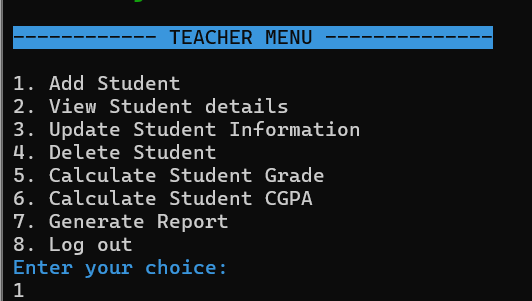 ------------ TEACHER MENU --------------
1. Add Student
2. View Student details
3. Update Student Information
4. Delete Student
5. Calculate Student Grade
6. Calculate Student CGPA
7. Generate Report
8. Log out
Enter your choice:
1